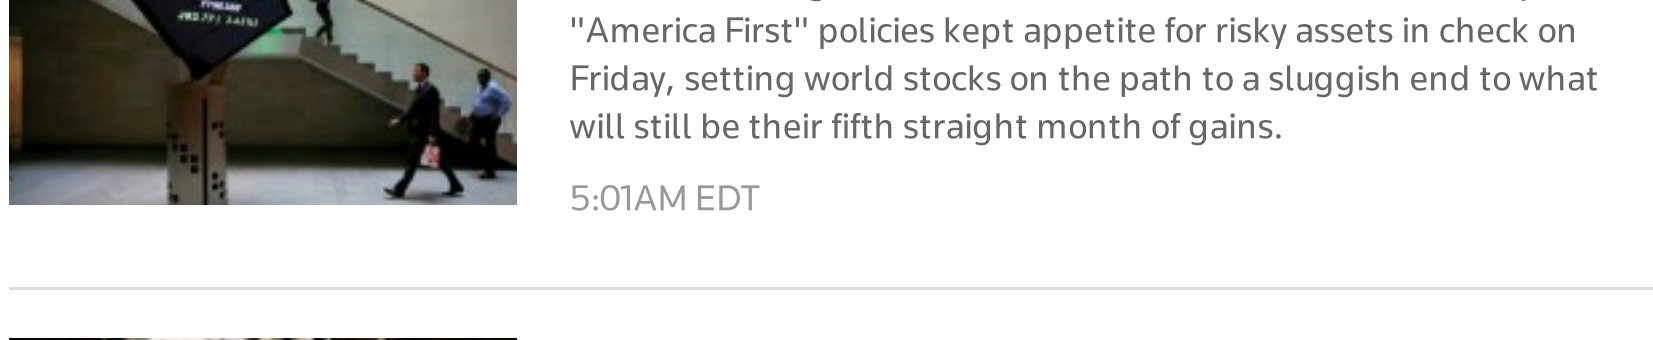 "America First" policies kept appetite for risky assets in check on
Friday, setting world stocks on the path to a sluggish end to what
will still be their fifth straight month of gains.
5:01AM EDT